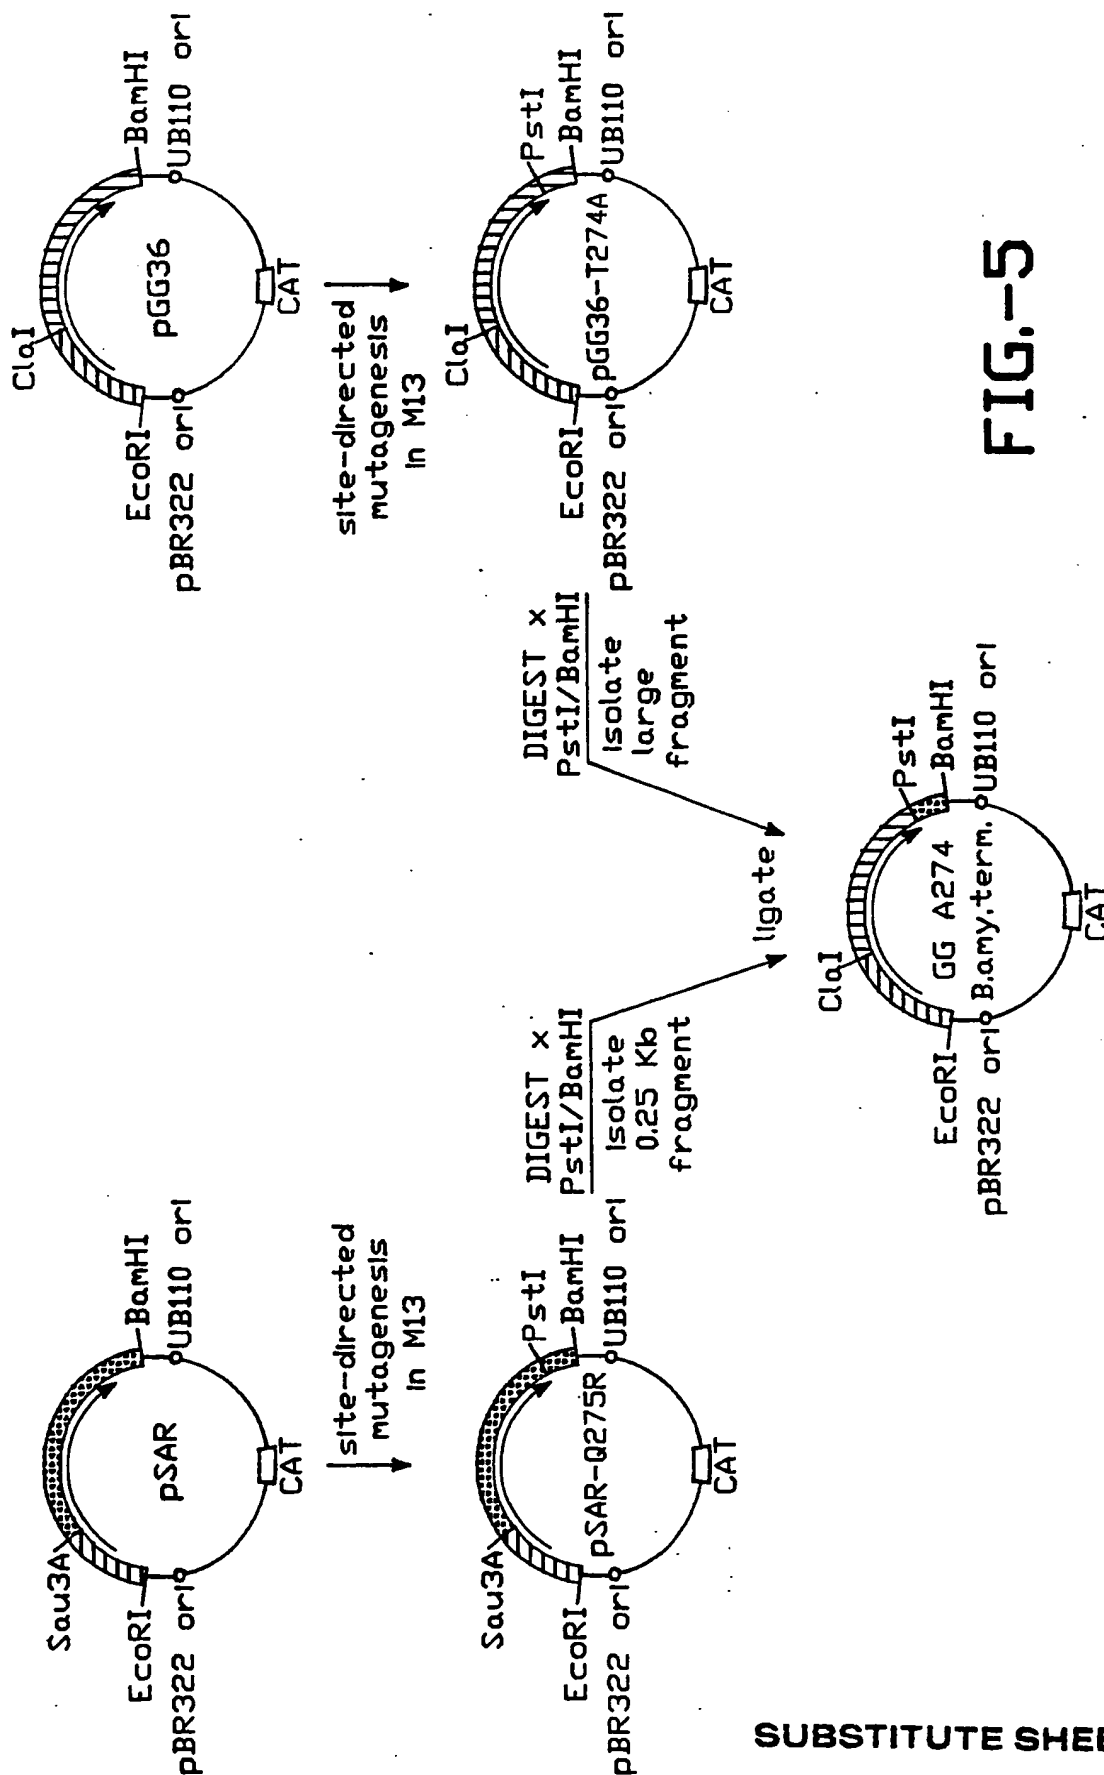 ClaI
EcoRI
pBR322 ori
pGG36
BamHI
UB110 ori
CAT
site-directed
mutagenesis
in M13
ClaI
EcoRI
pBR322 ori
pGG36-T274A
PstI
BamHI
UB110 ori
CAT
Sau3A
EcoRI
pBR322 ori
pSAR
BamHI
UB110 ori
CAT
site-directed
mutagenesis
in M13
Sau3A
EcoRI
pBR322 ori
pSAR-Q275R
PstI
BamHI
UB110 ori
CAT
DIGEST x
PstI/BamHI
Isolate
0.25 Kb
fragment
DIGEST x
PstI/BamHI
Isolate
large
fragment
ligate
ClaI
EcoRI
pBR322 ori
GG A274
B.amy.term.
PstI
BamHI
UB110 ori
CAT
FIG.-5